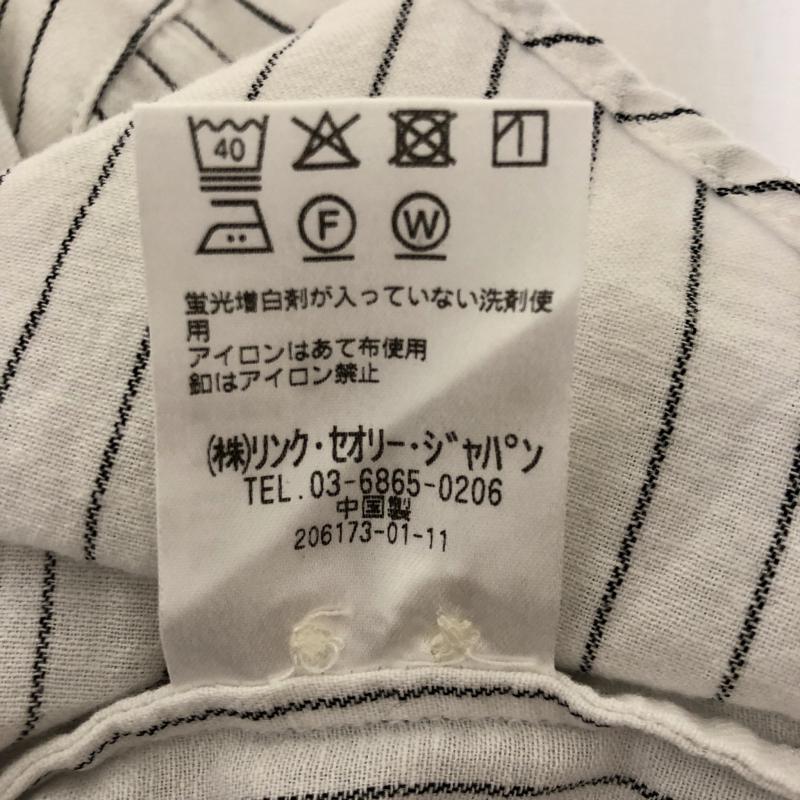 40
F W
蛍光増白剤が入っていない洗剤使
用
アイロンはあて布使用
釦はアイロン禁止
(株)リンク・セオリー・ジャパン
TEL.03-6865-0206
中国製
206173-01-11